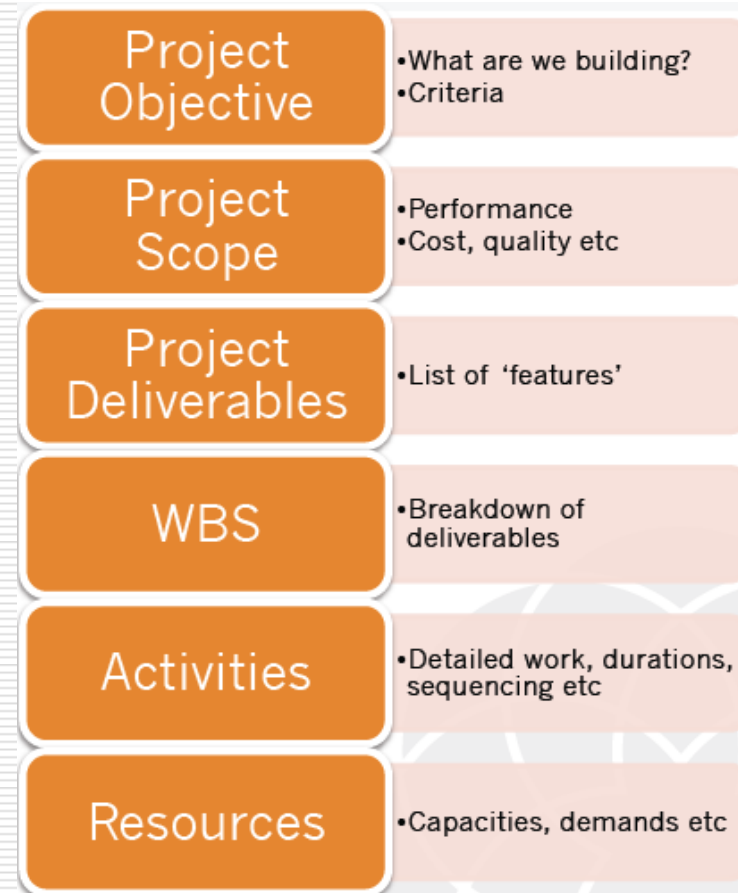 Project
Objective
•What are we building?
•Criteria
Project
Scope
•Performance
•Cost, quality etc
Project
Deliverables
•List of ‘features’
WBS
•Breakdown of
deliverables
Activities
•Detailed work, durations,
sequencing etc
Resources
•Capacities, demands etc